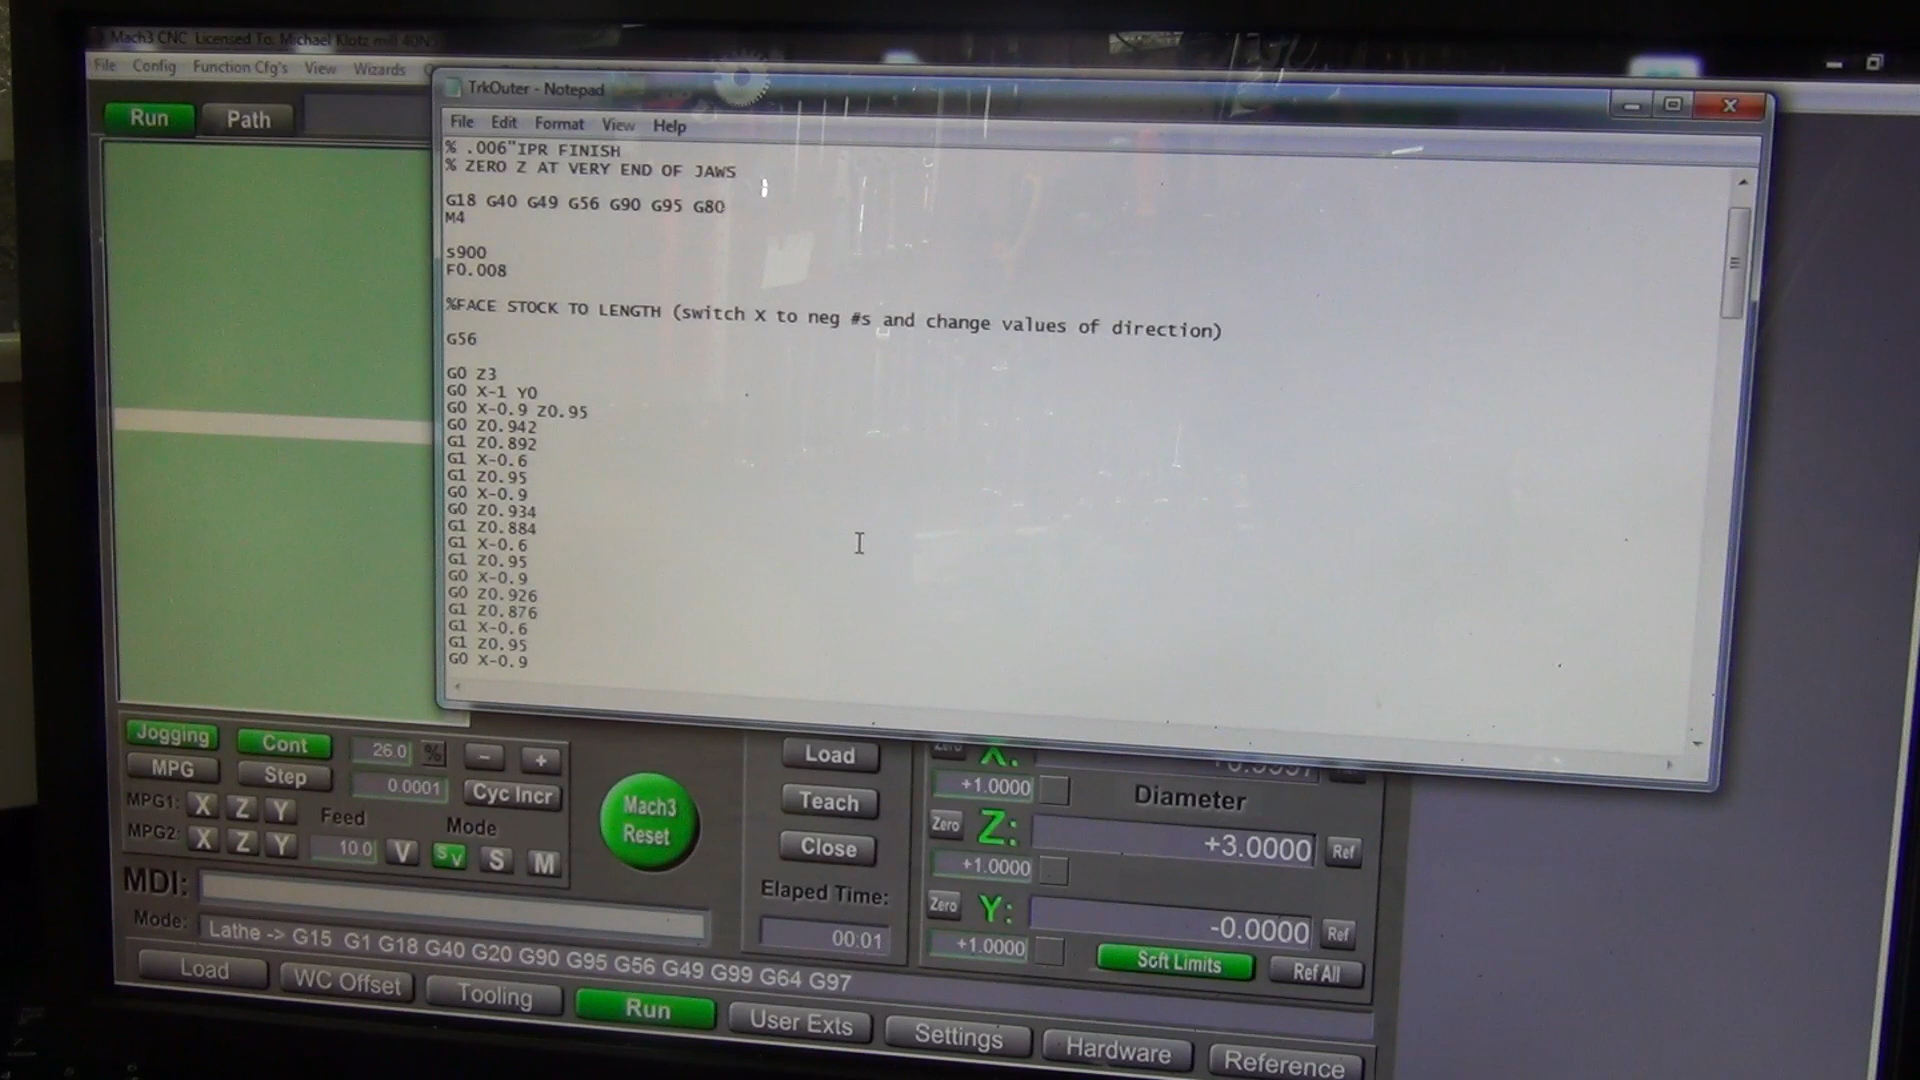 Mach3 CNC Licensed To: Michael Klotz mill 40N5
File Config Function Cfg's View Wizards
Run Path
TrkOuter - Notepad
File Edit Format View Help
% .006"IPR FINISH
% ZERO Z AT VERY END OF JAWS
G18 G40 G49 G56 G90 G95 G80
M4
s900
F0.008
%FACE STOCK TO LENGTH (switch X to neg #s and change values of direction)
G56
G0 Z3
G0 X-1 Y0
G0 X-0.9 Z0.95
G0 Z0.942
G1 Z0.892
G1 X-0.6
G1 Z0.95
G0 X-0.9
G0 Z0.934
G1 Z0.884
G1 X-0.6
G1 Z0.95
G0 X-0.9
G0 Z0.926
G1 Z0.876
G1 X-0.6
G1 Z0.95
G0 X-0.9
Jogging Cont 26.0 % - +
MPG Step 0.0001 Cyc Incr
MPG1: X Z Y Feed Mode
MPG2: X Z Y 10.0 V S V S M
Mach3
Reset
Load
Teach
Close
Elaped Time:
00:01
X:
+1.0000 Diameter
Zero Z: +3.0000 Ref
+1.0000
Zero Y: -0.0000 Ref
+1.0000 Soft Limits Ref All
MDI:
Mode: Lathe -> G15 G1 G18 G40 G20 G90 G95 G56 G49 G99 G64 G97
Load WC Offset Tooling Run User Exts Settings Hardware Reference